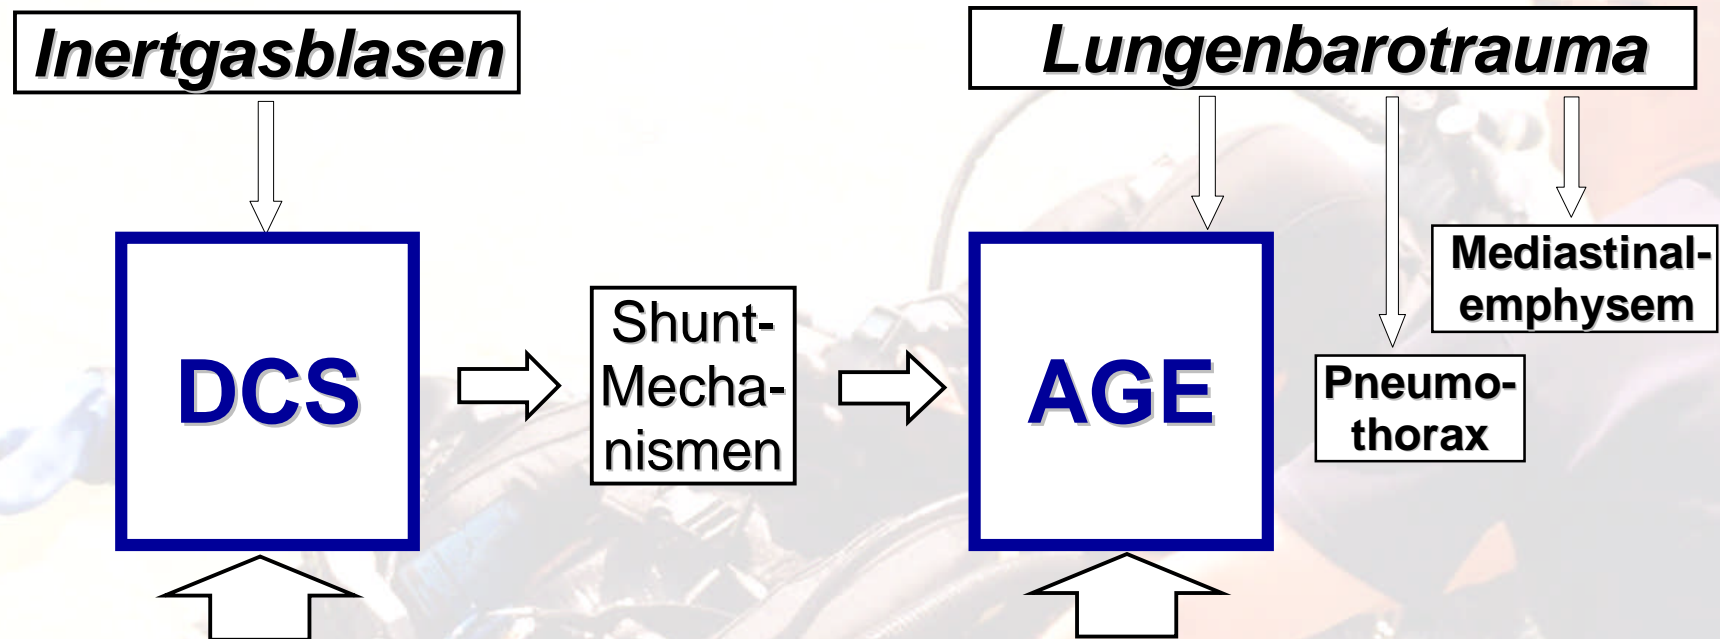 Inertgasblasen
Lungenbarotrauma
DCS
Shunt-
Mecha-
nismen
AGE
Mediastinal-
emphysem
Pneumo-
thorax